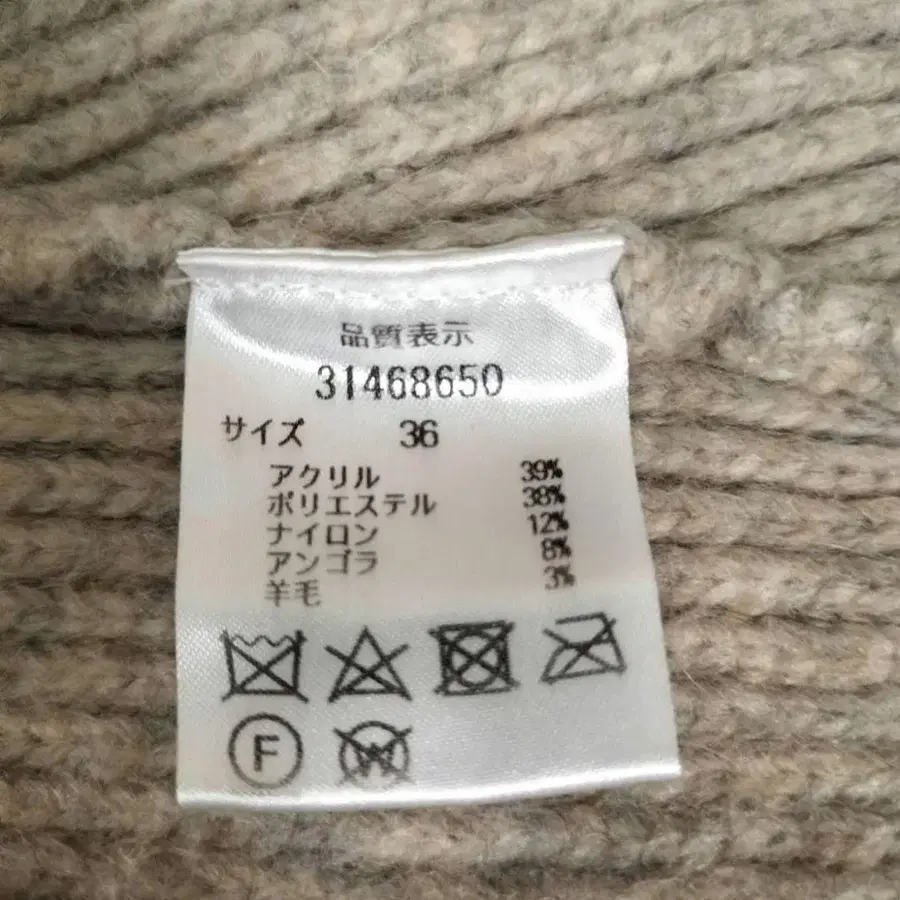 品質表示
31468650
サイズ 36
アクリル 39%
ポリエステル 38%
ナイロン 12%
アンゴラ 8%
羊毛 3%
F W